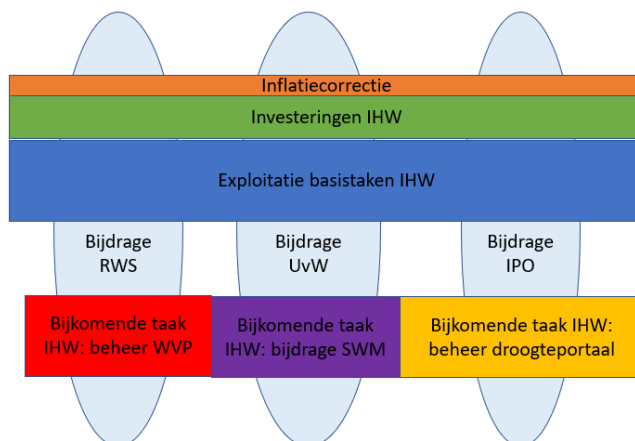 Inflatiecorrectie
Investeringen IHW
Exploitatie basistaken IHW
Bijdrage
RWS
Bijdrage
UvW
Bijdrage
IPO
Bijkomende taak
IHW: beheer WVP
Bijkomende taak
IHW: bijdrage SWM
Bijkomende taak IHW:
beheer droogteportaal